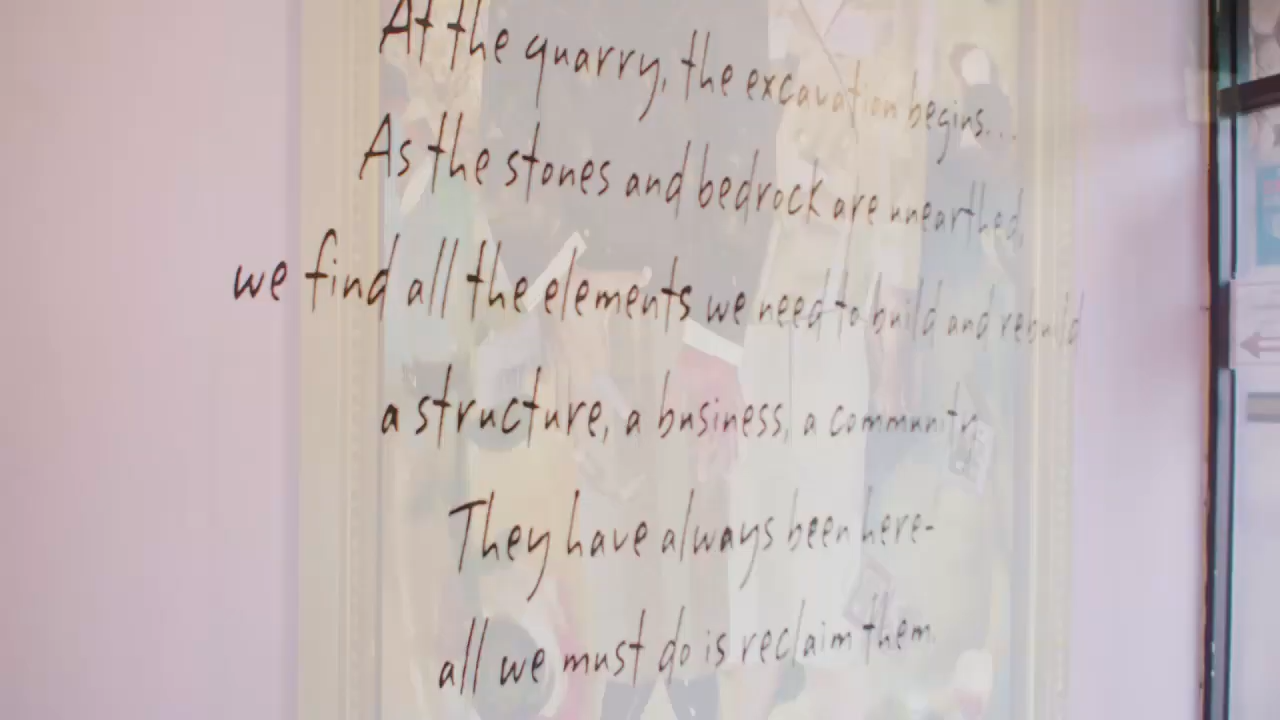 At the quarry, the excavation begins...
As the stones and bedrock are unearthed,
we find all the elements we need to build and rebuild
a structure, a business, a community.
They have always been here-
all we must do is reclaim them.